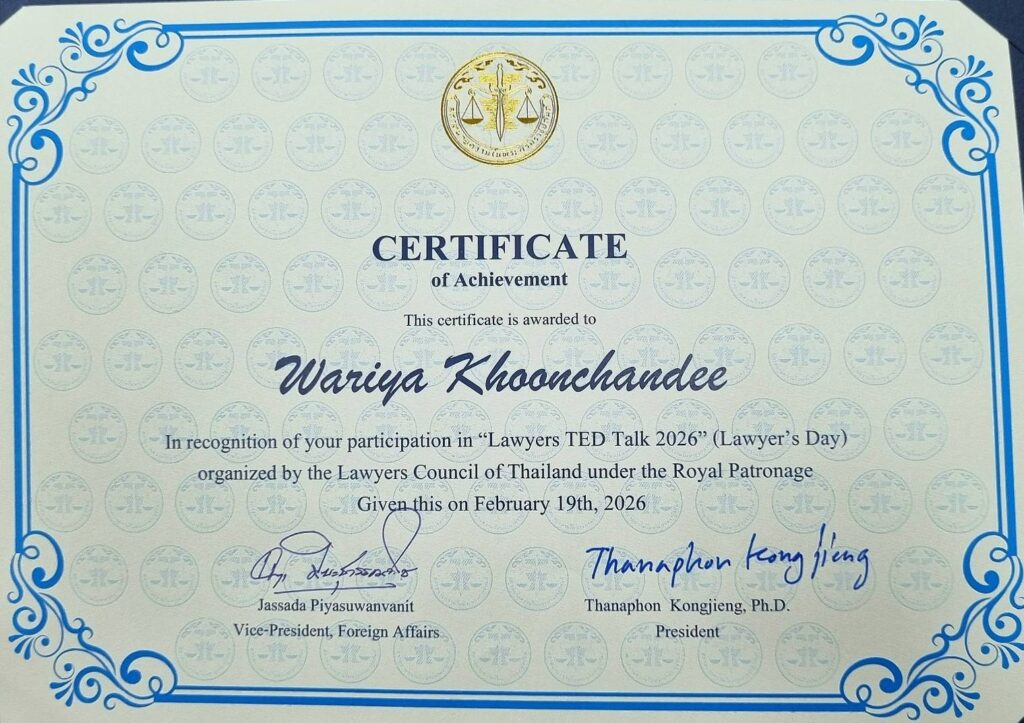 CERTIFICATE
of Achievement
This certificate is awarded to
Wariya Khoonchandee
In recognition of your participation in “Lawyers TED Talk 2026” (Lawyer’s Day)
organized by the Lawyers Council of Thailand under the Royal Patronage
Given this on February 19th, 2026
Thanaphon Kongjieng
Jassada Piyasuwanvanit
Thanaphon Kongjieng, Ph.D.
Vice-President, Foreign Affairs
President